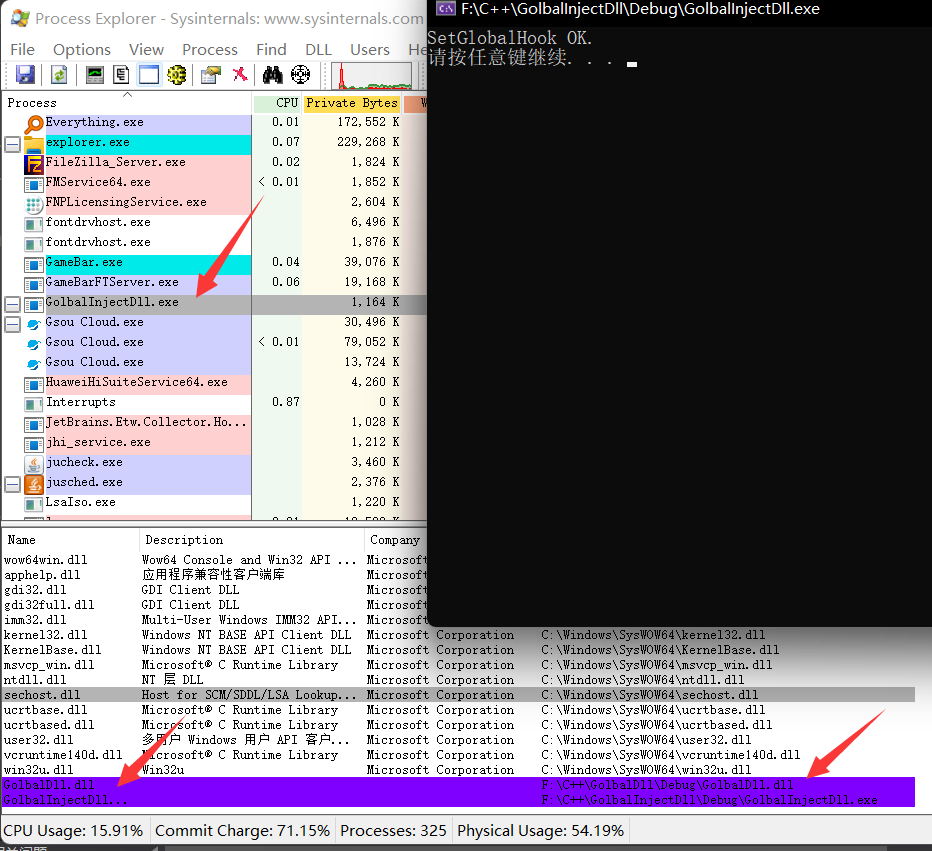 Process Explorer - Sysinternals: www.sysinternals.com
File Options View Process Find DLL Users He
Process CPU Private Bytes W
Everything.exe 0.01 172,552 K
explorer.exe 0.07 229,268 K
FileZilla_Server.exe 0.02 1,824 K
FMService64.exe < 0.01 1,852 K
FNPLicensingService.exe 2,604 K
fontdrvhost.exe 6,496 K
fontdrvhost.exe 1,876 K
GameBar.exe 0.04 39,076 K
GameBarFTServer.exe 0.06 19,168 K
GolbalInjectDll.exe 1,164 K
Gsou Cloud.exe 30,496 K
Gsou Cloud.exe < 0.01 79,052 K
Gsou Cloud.exe 13,724 K
HuaweiHiSuiteService64.exe 4,260 K
Interrupts 0.87 0 K
JetBrains.Etw.Collector.Ho... 1,028 K
jhi_service.exe 1,212 K
jucheck.exe 3,460 K
jusched.exe 2,376 K
LsaIso.exe 1,220 K
F:\C++\GolbalInjectDll\Debug\GolbalInjectDll.exe
SetGlobalHook OK.
请按任意键继续. . .
Name Description Company
wow64win.dll Wow64 Console and Win32 API ... Microsoft
apphelp.dll 应用程序兼容性客户端库 Microsoft
gdi32.dll GDI Client DLL Microsoft
gdi32full.dll GDI Client DLL Microsoft
imm32.dll Multi-User Windows IMM32 API... Microsoft
kernel32.dll Windows NT BASE API Client DLL Microsoft Corporation C:\Windows\SysWOW64\kernel32.dll
KernelBase.dll Windows NT BASE API Client DLL Microsoft Corporation C:\Windows\SysWOW64\KernelBase.dll
msvcp_win.dll Microsoft® C Runtime Library Microsoft Corporation C:\Windows\SysWOW64\msvcp_win.dll
ntdll.dll NT 层 DLL Microsoft Corporation C:\Windows\SysWOW64\ntdll.dll
sechost.dll Host for SCM/SDDL/LSA Lookup... Microsoft Corporation C:\Windows\SysWOW64\sechost.dll
ucrtbase.dll Microsoft® C Runtime Library Microsoft Corporation C:\Windows\SysWOW64\ucrtbase.dll
ucrtbased.dll Microsoft® C Runtime Library Microsoft Corporation C:\Windows\SysWOW64\ucrtbased.dll
user32.dll 多用户 Windows 用户 API 客户... Microsoft Corporation C:\Windows\SysWOW64\user32.dll
vcruntime140d.dll Microsoft® C Runtime Library Microsoft Corporation C:\Windows\SysWOW64\vcruntime140d.dll
win32u.dll Win32u Microsoft Corporation C:\Windows\SysWOW64\win32u.dll
GolbalDll.dll F:\C++\GolbalDll\Debug\GolbalDll.dll
GolbalInjectDll... F:\C++\GolbalInjectDll\Debug\GolbalInjectDll.exe
CPU Usage: 15.91% Commit Charge: 71.15% Processes: 325 Physical Usage: 54.19%